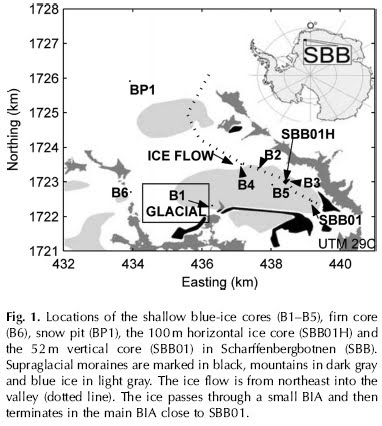 1728
1727
1726
1725
1724
1723
1722
1721
Northing (km)
BP1
SBB
SBB01H
ICE FLOW
B2
B4
B5
B3
B6
B1
GLACIAL
SBB01
UTM 29C
432
434
436
438
440
Easting (km)
Fig. 1. Locations of the shallow blue-ice cores (B1–B5), firn core
(B6), snow pit (BP1), the 100 m horizontal ice core (SBB01H) and
the 52 m vertical core (SBB01) in Scharffenbergbotnen (SBB).
Supraglacial moraines are marked in black, mountains in dark gray
and blue ice in light gray. The ice flow is from northeast into the
valley (dotted line). The ice passes through a small BIA and then
terminates in the main BIA close to SBB01.